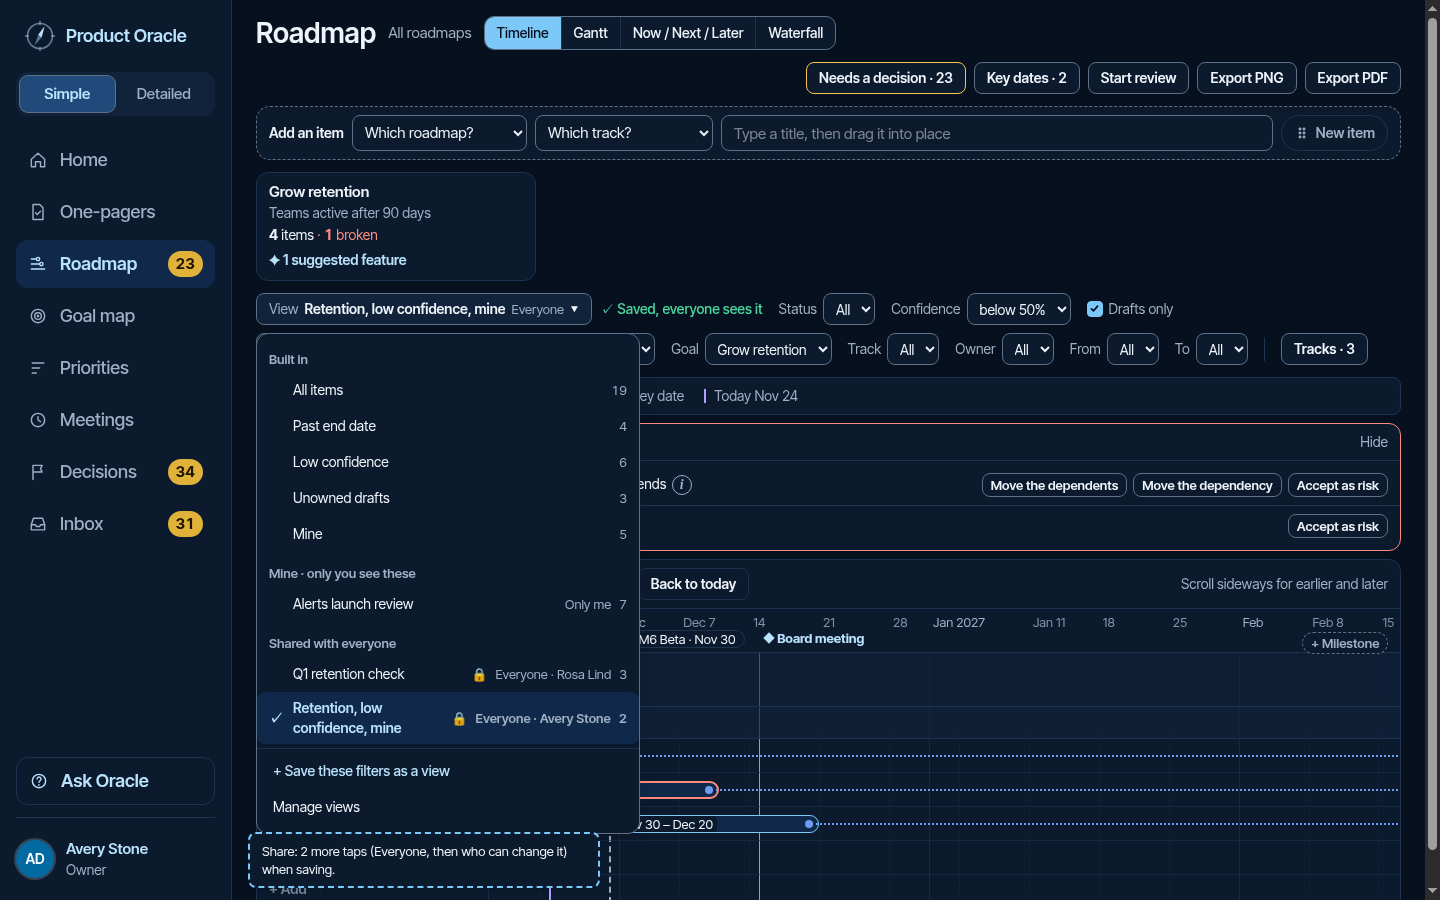 Product Oracle
Simple
Detailed
Home
One-pagers
Roadmap 23
Goal map
Priorities
Meetings
Decisions 34
Inbox 31
Ask Oracle
AD
Avery Stone
Owner
Roadmap
All roadmaps
Timeline
Gantt
Now / Next / Later
Waterfall
Needs a decision · 23
Key dates · 2
Start review
Export PNG
Export PDF
Add an item
Which roadmap?
Which track?
Type a title, then drag it into place
New item
Grow retention
Teams active after 90 days
4 items · 1 broken
✦ 1 suggested feature
View Retention, low confidence, mine Everyone ▾
✓ Saved, everyone sees it
Status All
Confidence below 50%
Drafts only
Goal Grow retention
Track All
Owner All
From All
To All
Tracks · 3
Built in
All items 19
Past end date 4
Low confidence 6
Unowned drafts 3
Mine 5
Mine · only you see these
Alerts launch review Only me 7
Shared with everyone
Q1 retention check 🔒 Everyone · Rosa Lind 3
✓ Retention, low
confidence, mine 🔒 Everyone · Avery Stone 2
+ Save these filters as a view
Manage views
Share: 2 more taps (Everyone, then who can change it)
when saving.
+ Add
ey date
Today Nov 24
Hide
ends i
Move the dependents
Move the dependency
Accept as risk
Accept as risk
Back to today
Scroll sideways for earlier and later
c Dec 7 14 21 28 Jan 2027 Jan 11 18 25 Feb Feb 8 15
M6 Beta · Nov 30
◆ Board meeting
+ Milestone
v 30 – Dec 20